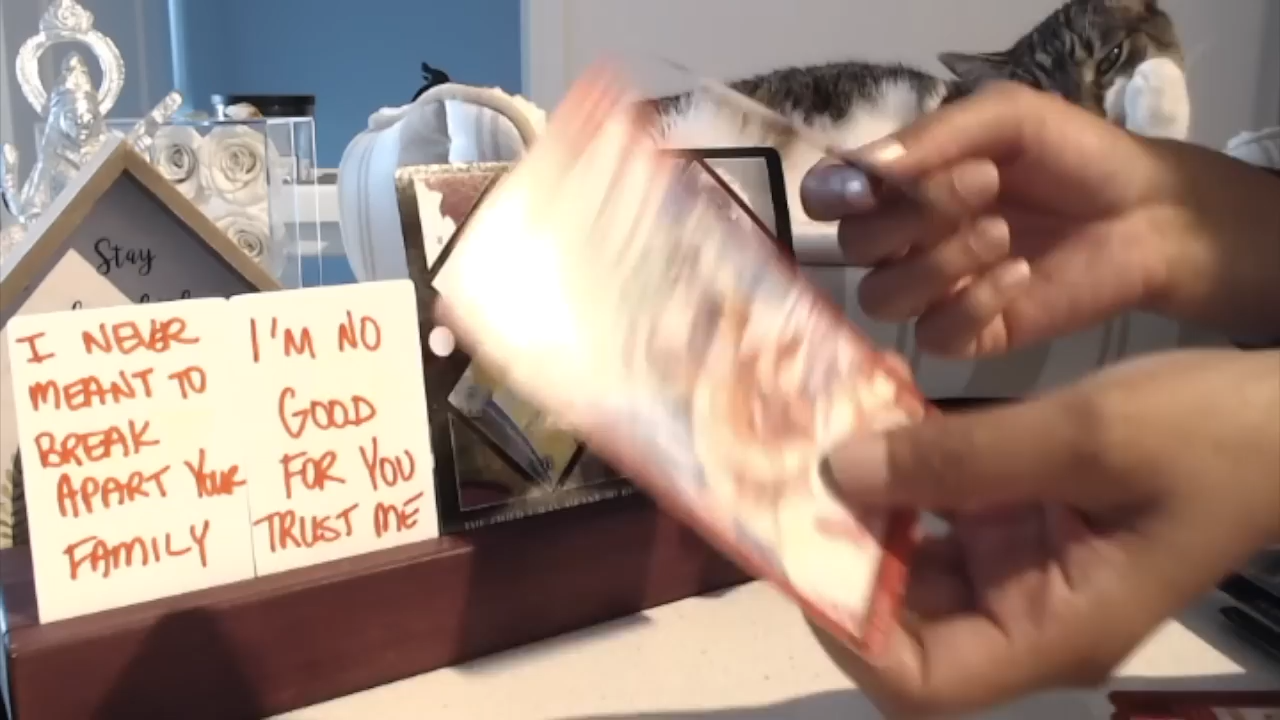 Stay
I NEVER
MEANT TO
BREAK
APART YOUR
FAMILY
I'M NO
GOOD
FOR YOU
TRUST ME